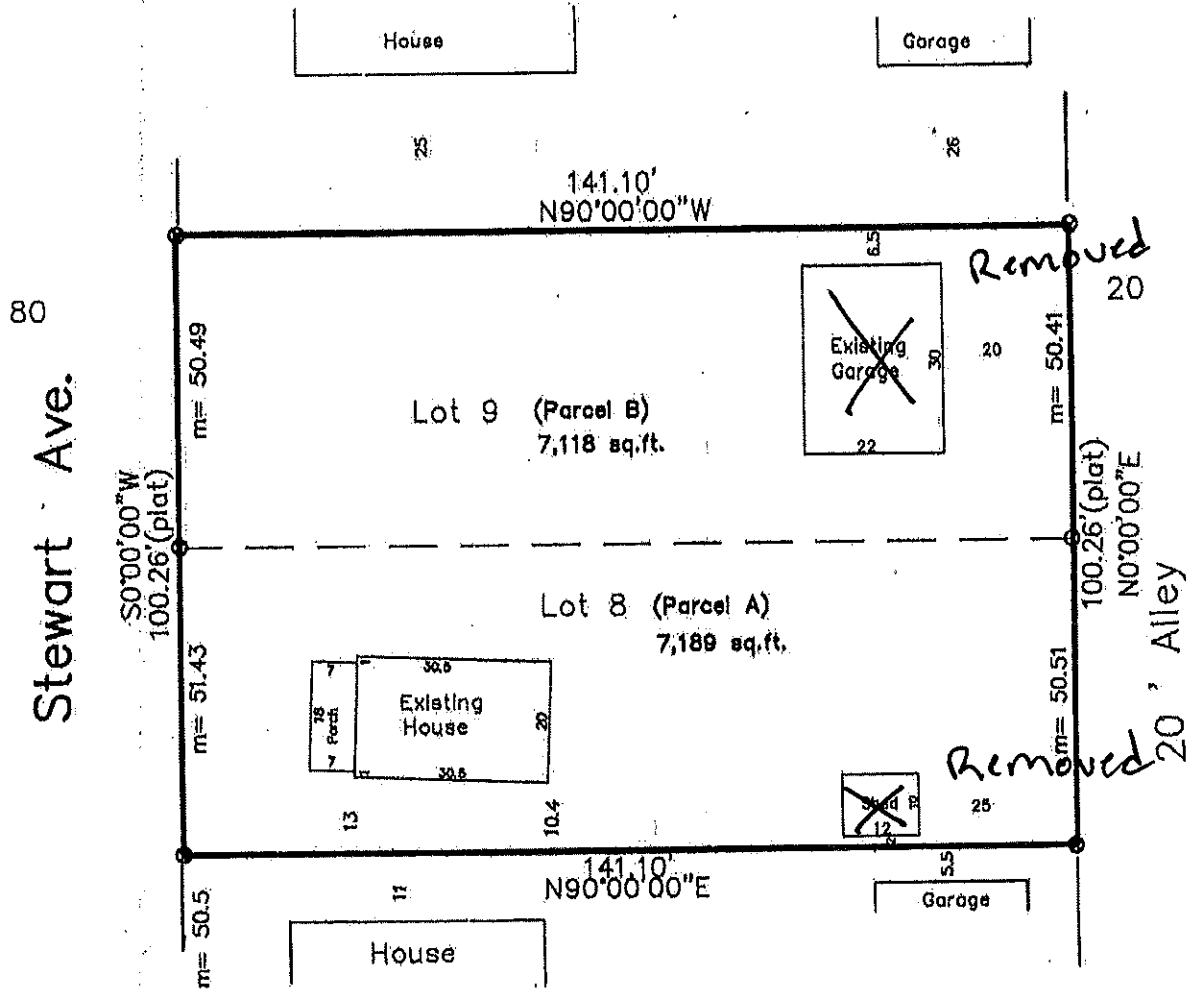 House
Garage
25
26
141.10'
N90°00'00"W
6.5
Removed
80
20
m= 50.49
Existing
Garage
30
20
m= 50.41
22
Stewart Ave.
Lot 9 (Parcel B)
7,118 sq.ft.
S0°00'00"W
100.26'(plat)
100.26'(plat)
N0°00'00"E
20 ' Alley
Lot 8 (Parcel A)
7,189 sq.ft.
m= 51.43
m= 50.51
7
30.5
18
Porch
Existing
House
20
7
30.5
Removed
Shed
12
25
13
10.4
141.10'
N90°00'00"E
5.5
11
Garage
m= 50.5
House